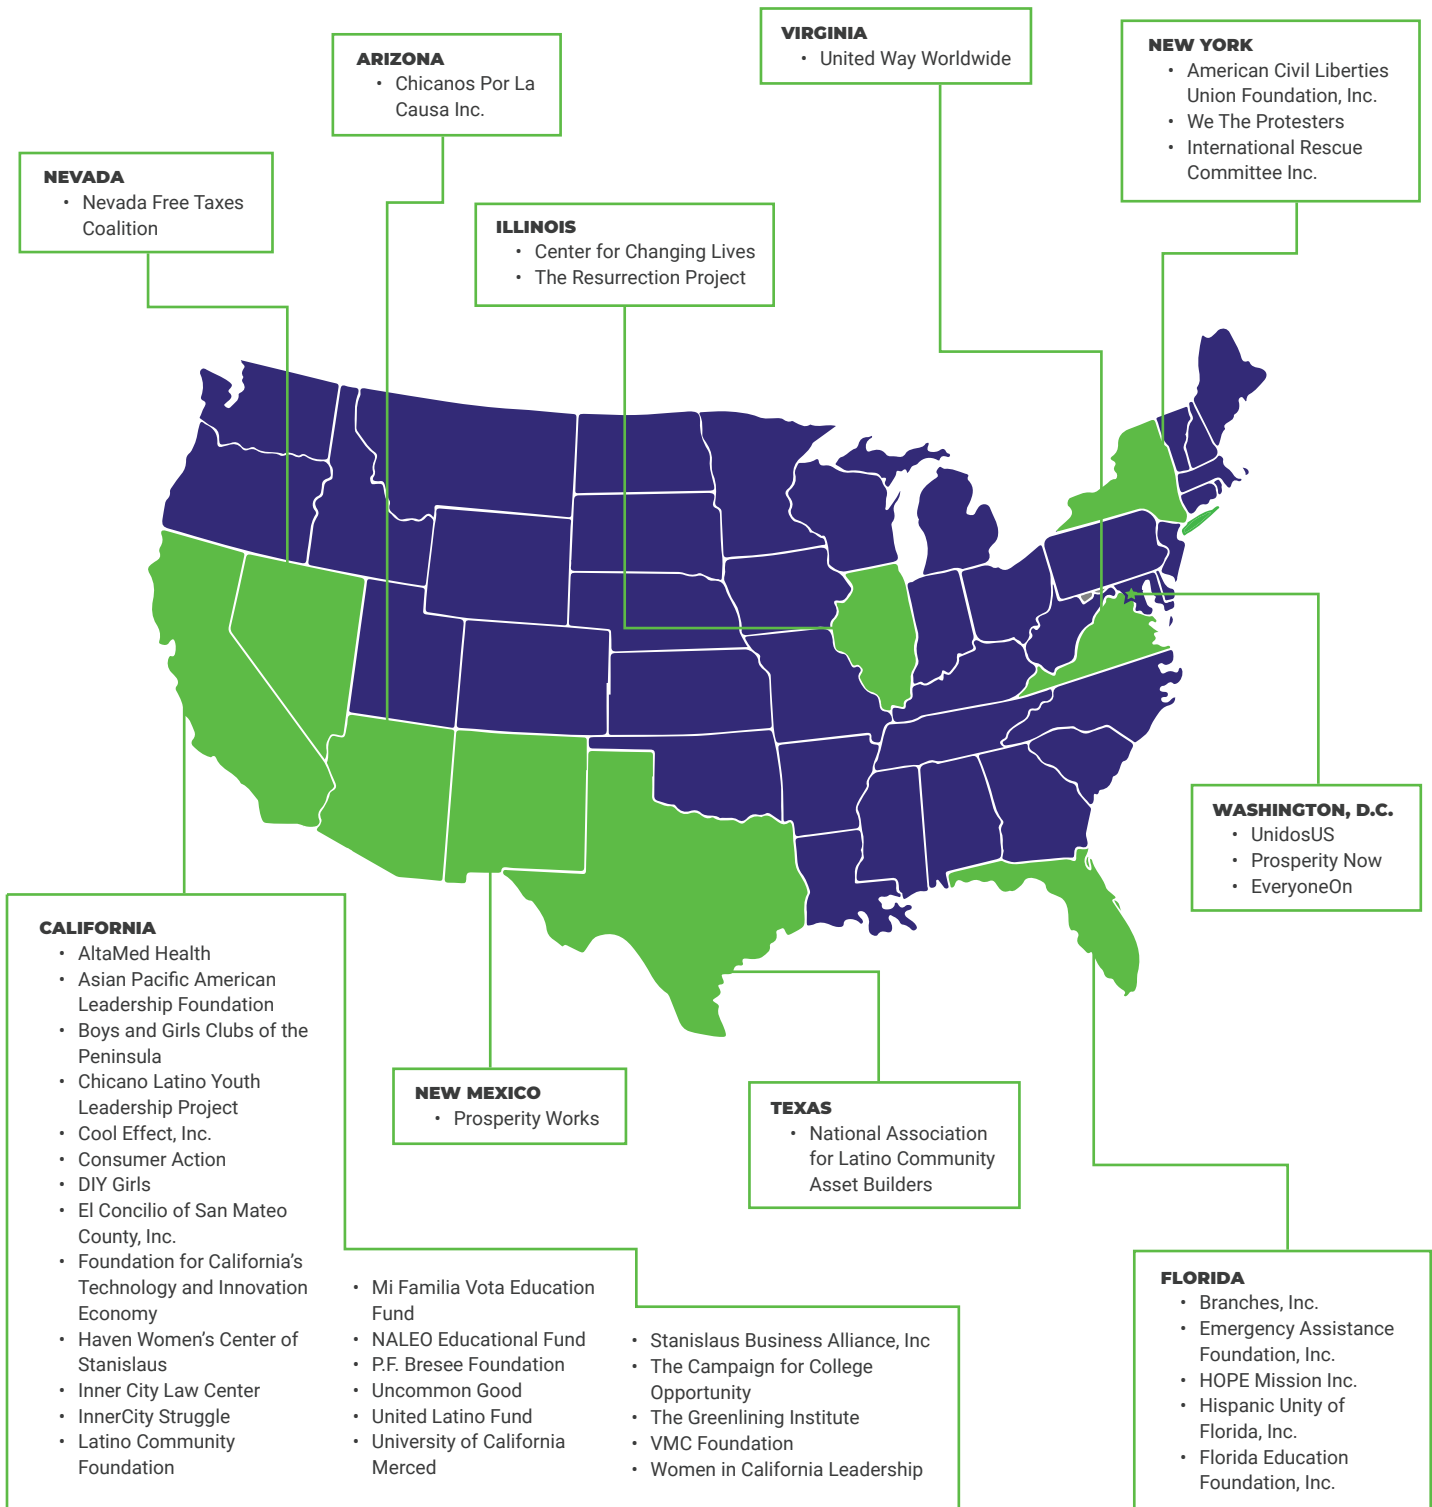 VIRGINIA
• United Way Worldwide
NEW YORK
• American Civil Liberties
Union Foundation, Inc.
• We The Protesters
• International Rescue
Committee Inc.
ARIZONA
• Chicanos Por La
Causa Inc.
NEVADA
• Nevada Free Taxes
Coalition
ILLINOIS
• Center for Changing Lives
• The Resurrection Project
WASHINGTON, D.C.
• UnidosUS
• Prosperity Now
• EveryoneOn
CALIFORNIA
• AltaMed Health
• Asian Pacific American
Leadership Foundation
• Boys and Girls Clubs of the
Peninsula
• Chicano Latino Youth
Leadership Project
• Cool Effect, Inc.
• Consumer Action
• DIY Girls
• El Concilio of San Mateo
County, Inc.
• Foundation for California's
Technology and Innovation
Economy
• Haven Women's Center of
Stanislaus
• Inner City Law Center
• InnerCity Struggle
• Latino Community
Foundation
• Mi Familia Vota Education
Fund
• NALEO Educational Fund
• P.F. Bresee Foundation
• Uncommon Good
• United Latino Fund
• University of California
Merced
• Stanislaus Business Alliance, Inc
• The Campaign for College
Opportunity
• The Greenlining Institute
• VMC Foundation
• Women in California Leadership
NEW MEXICO
• Prosperity Works
TEXAS
• National Association
for Latino Community
Asset Builders
FLORIDA
• Branches, Inc.
• Emergency Assistance
Foundation, Inc.
• HOPE Mission Inc.
• Hispanic Unity of
Florida, Inc.
• Florida Education
Foundation, Inc.